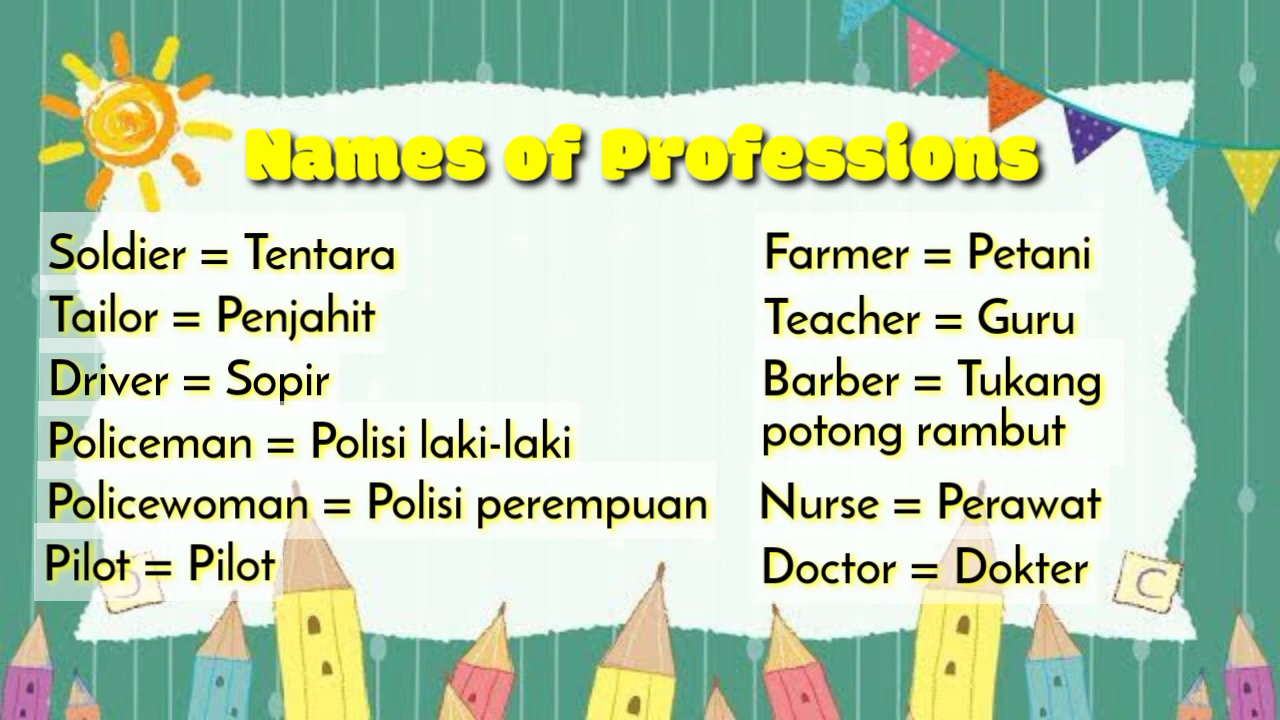 Names of Professions
Soldier = Tentara
Tailor = Penjahit
Driver = Sopir
Policeman = Polisi laki-laki
Policewoman = Polisi perempuan
Pilot = Pilot
Farmer = Petani
Teacher = Guru
Barber = Tukang
potong rambut
Nurse = Perawat
Doctor = Dokter
C